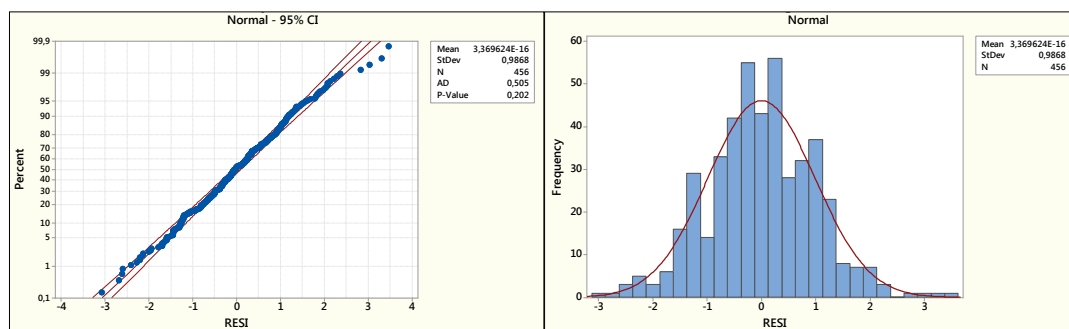 Normal - 95% CI
99,9
99
95
90
80
70
60
50
40
30
20
10
5
1
0,1
Percent
-4 -3 -2 -1 0 1 2 3 4
RESI
Mean 3,369624E-16
StDev 0,9868
N 456
AD 0,505
P-Value 0,202
Normal
60
50
40
30
20
10
0
Frequency
-3 -2 -1 0 1 2 3
RESI
Mean 3,369624E-16
StDev 0,9868
N 456